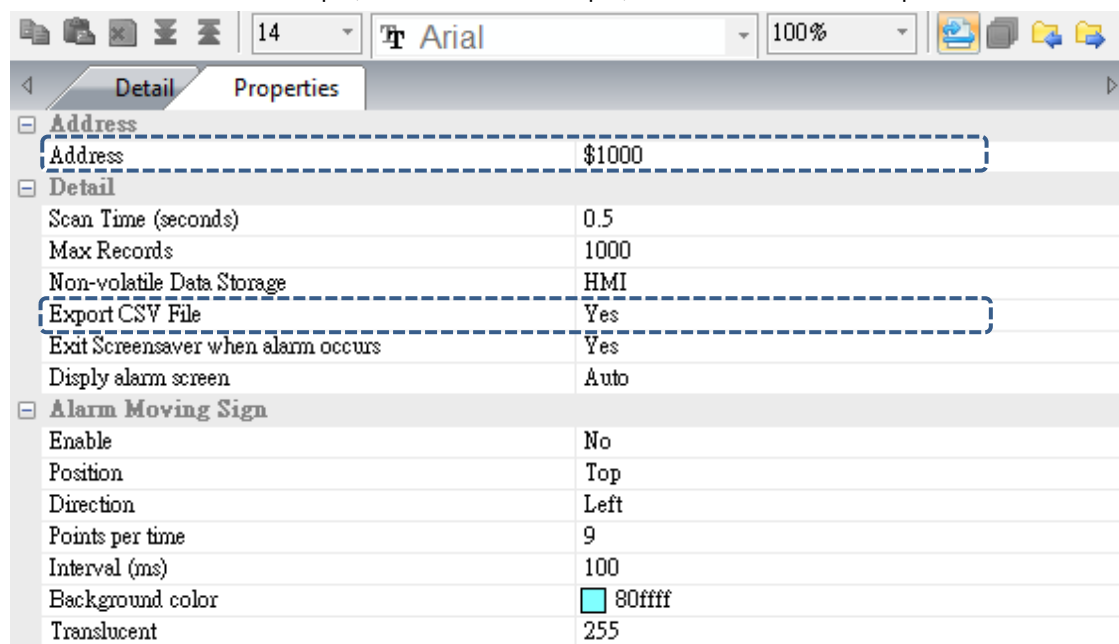 14 Arial 100%
Detail Properties
Address
Address $1000
Detail
Scan Time (seconds) 0.5
Max Records 1000
Non-volatile Data Storage HMI
Export CSV File Yes
Exit Screensaver when alarm occurs Yes
Disply alarm screen Auto
Alarm Moving Sign
Enable No
Position Top
Direction Left
Points per time 9
Interval (ms) 100
Background color 80ffff
Translucent 255